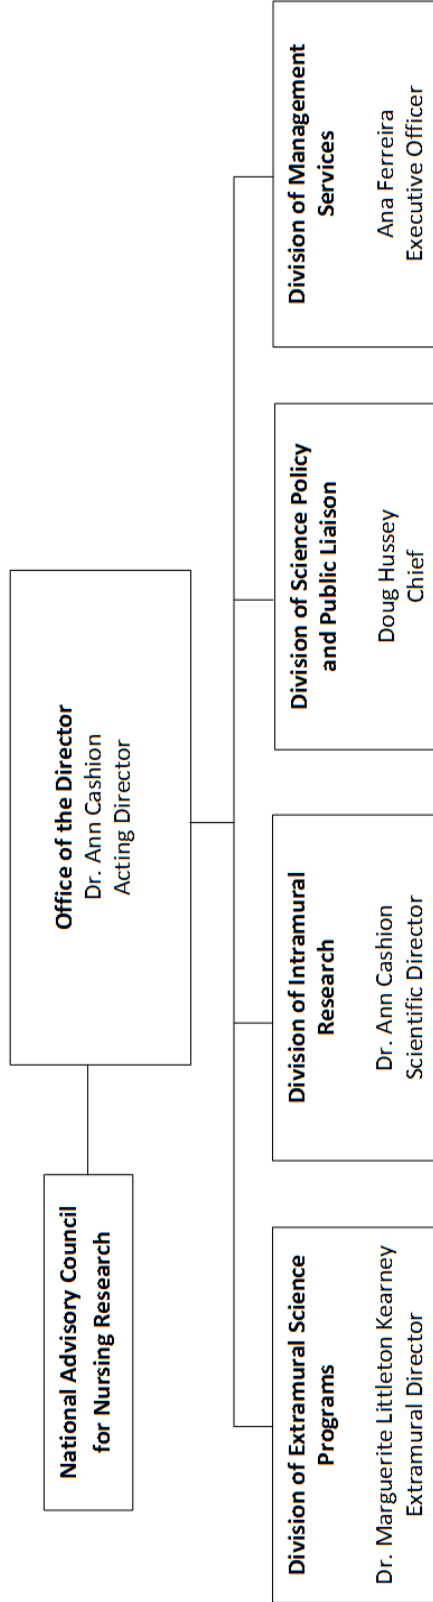 National Advisory Council
for Nursing Research
Office of the Director
Dr. Ann Cashion
Acting Director
Division of Extramural Science
Programs
Dr. Marguerite Littleton Kearney
Extramural Director
Division of Intramural
Research
Dr. Ann Cashion
Scientific Director
Division of Science Policy
and Public Liaison
Doug Hussey
Chief
Division of Management
Services
Ana Ferreira
Executive Officer